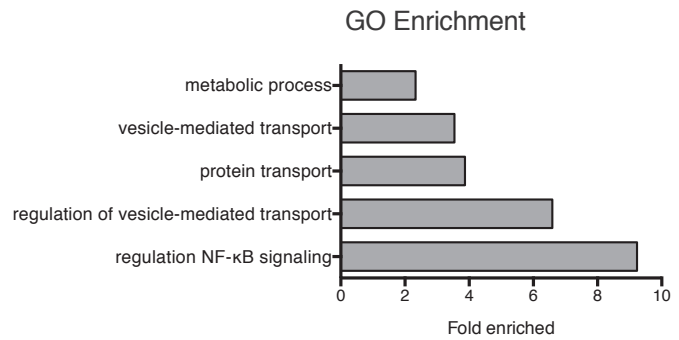 GO Enrichment
metabolic process
vesicle-mediated transport
protein transport
regulation of vesicle-mediated transport
regulation NF-κB signaling
0 2 4 6 8 10
Fold enriched